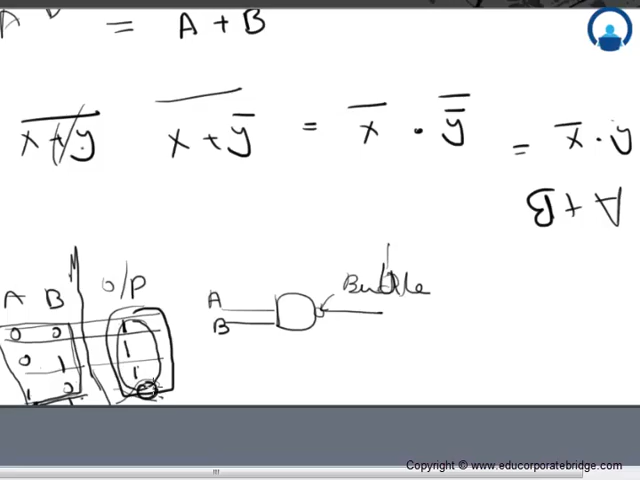 = A + B
x + y x + y̅ = x̅ . y̿ = x̅ . y
A + B
A B O/P
A
B
Bubble
0 0 1
0 1 1
1 0 1
Copyright © www.educorporatebridge.com